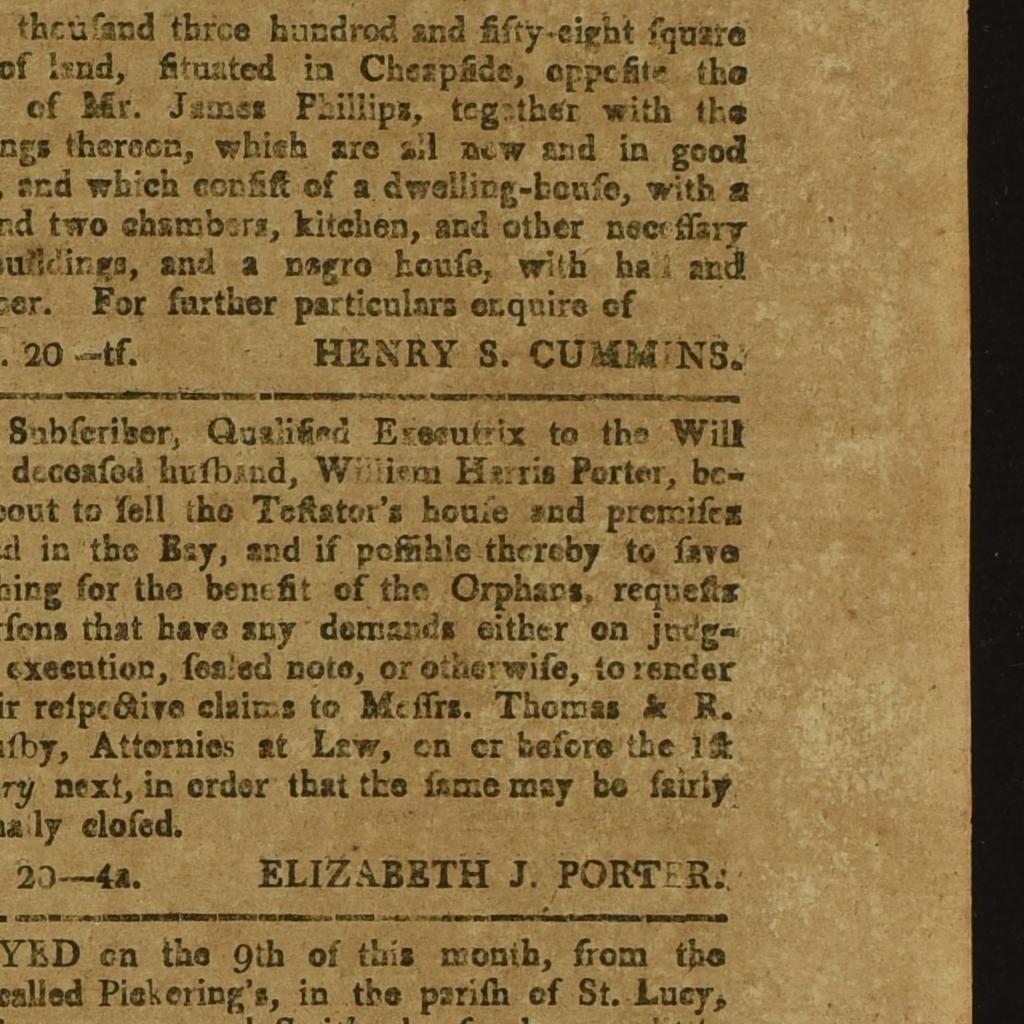 thouſand three hundred and fifty-eight ſquare
of land, ſituated in Cheapſide, oppoſite the
of Mr. James Phillips, together with the
ngs thereon, which are all new and in good
, and which conſiſt of a dwelling-houſe, with a
nd two chambers, kitchen, and other neceſſary
buildings, and a negro houſe, with hall and
ber. For further particulars enquire of
. 20 —tf. HENRY S. CUMMINS.
Subſcriber, Qualified Executrix to the Will
deceaſed huſband, William Harris Porter, be-
bout to ſell the Teſtator's houſe and premiſes
d in the Bay, and if poſſible thereby to ſave
hing for the benefit of the Orphans, requeſts
rſons that have any demands either on judg-
execution, ſealed note, or otherwiſe, to render
ir reſpective claims to Meſſrs. Thomas & R.
ſby, Attornies at Law, on or before the 1ſt
ry next, in order that the ſame may be fairly
nally cloſed.
20—4a. ELIZABETH J. PORTER.
YED on the 9th of this month, from the
called Pickering's, in the pariſh of St. Lucy,